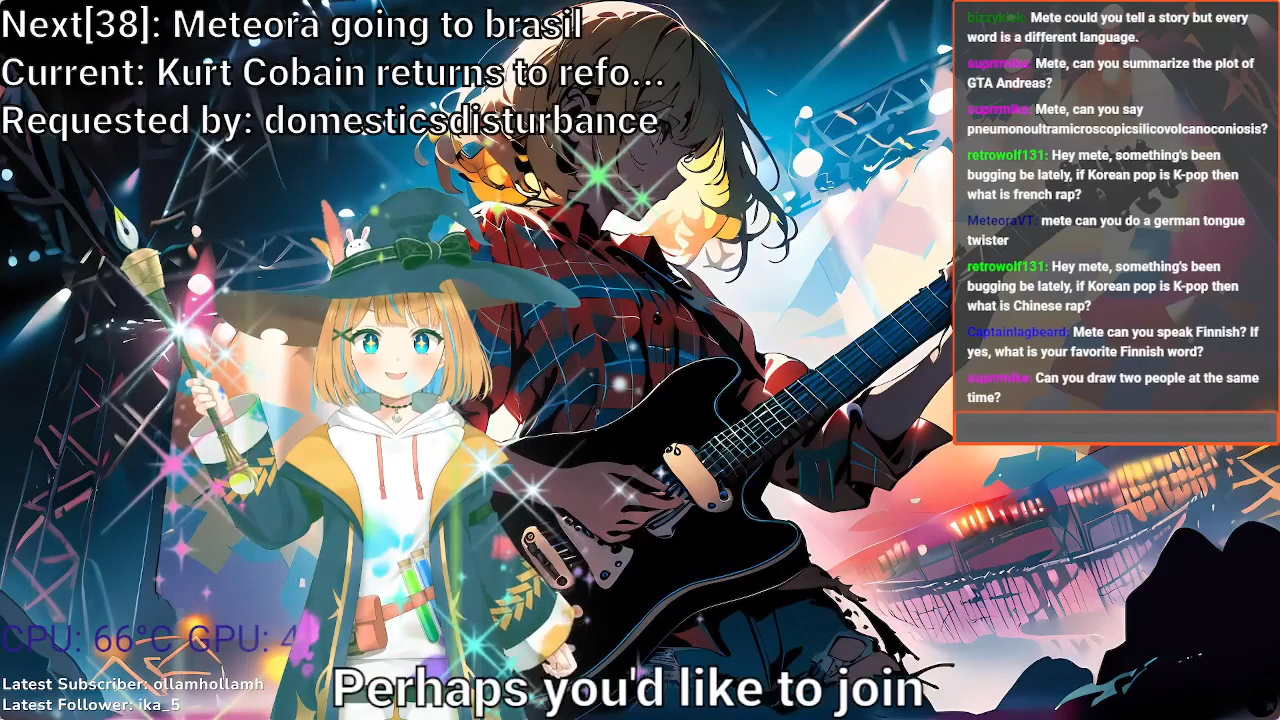 Next[38]: Meteora going to brasil
Current: Kurt Cobain returns to refo...
Requested by: domesticsdisturbance
bizzykiek: Mete could you tell a story but every
word is a different language.
suprrmike: Mete, can you summarize the plot of
GTA Andreas?
suprrmike: Mete, can you say
pneumonoultramicroscopicsilicovolcanoconiosis?
retrowolf131: Hey mete, something's been
bugging be lately, if Korean pop is K-pop then
what is french rap?
MeteoraVT: mete can you do a german tongue
twister
retrowolf131: Hey mete, something's been
bugging be lately, if Korean pop is K-pop then
what is Chinese rap?
Captainlagbeard: Mete can you speak Finnish? If
yes, what is your favorite Finnish word?
suprrmike: Can you draw two people at the same
time?
CPU: 66°C GPU: 4
Latest Subscriber: ollamhollamh
Latest Follower: ika_5
Perhaps you'd like to join